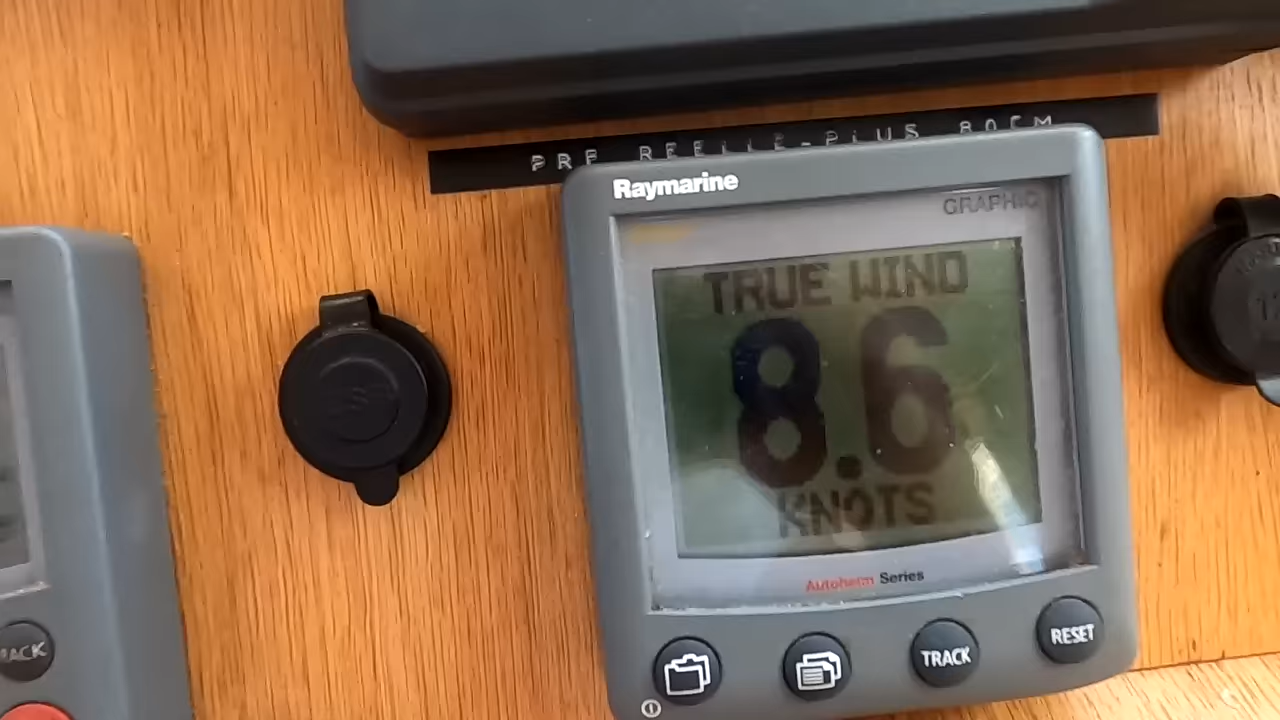 PRF REELLE-PLUS 80CM
Raymarine
GRAPHIC
TRUE WIND
8.6
KNOTS
Autohelm Series
TRACK
RESET